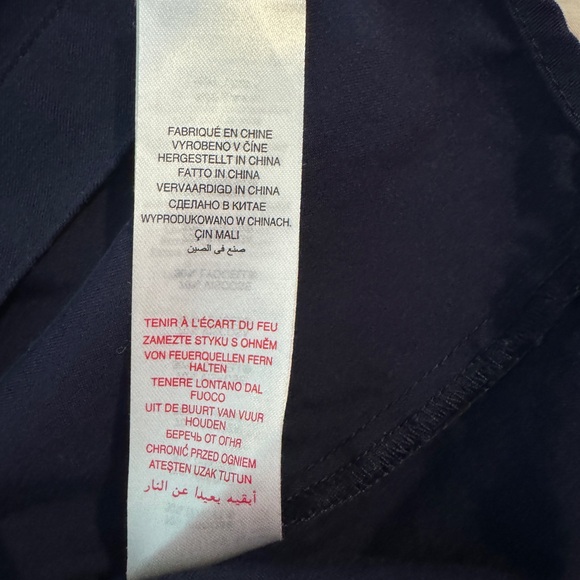 FABRIQUÉ EN CHINE
VYROBENO V ČÍNE
HERGESTELLT IN CHINA
FATTO IN CHINA
VERVAARDIGD IN CHINA
СДЕЛАНО В КИТАЕ
WYPRODUKOWANO W CHINACH.
ÇIN MALI
صنع في الصين
TENIR À L'ÉCART DU FEU
ZAMEZTE STYKU S OHNĚM
VON FEUERQUELLEN FERN
HALTEN
TENERE LONTANO DAL
FUOCO
UIT DE BUURT VAN VUUR
HOUDEN
БЕРЕЧЬ ОТ ОГНЯ
CHRONIĆ PRZED OGNIEM
ATEŞTEN UZAK TUTUN
أبقيه بعيدا عن النار